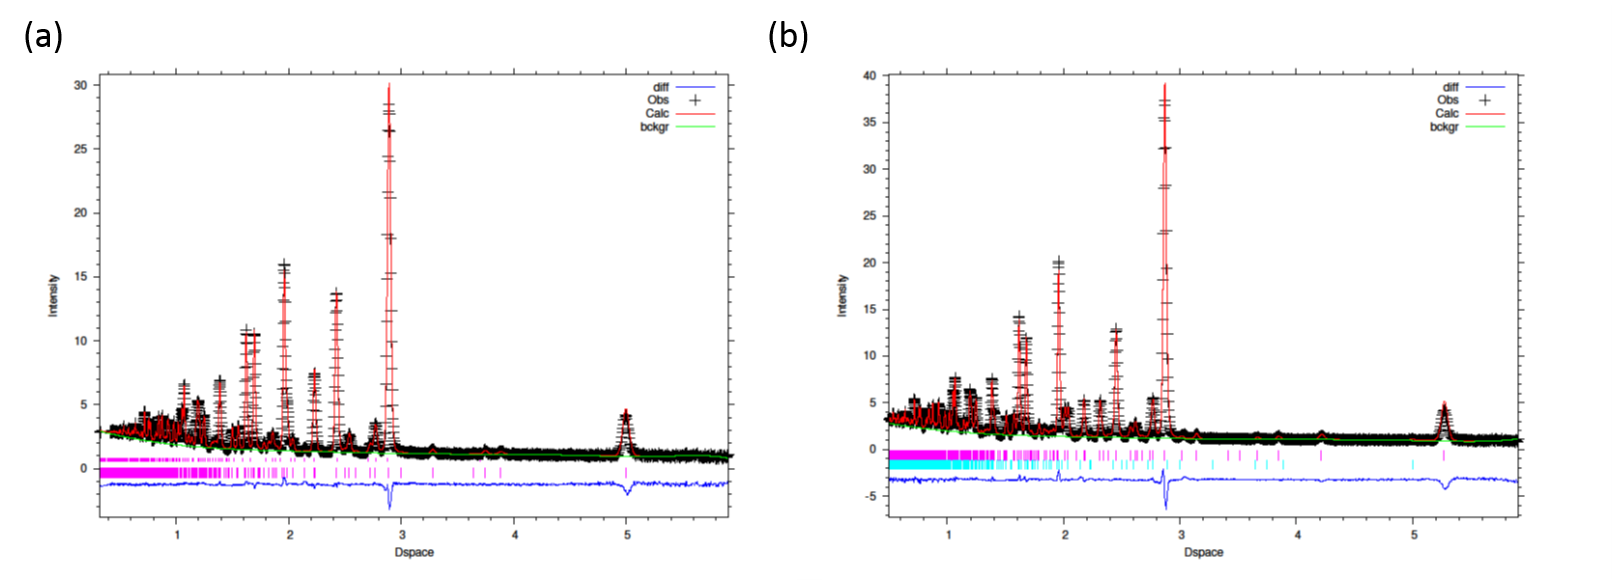 (a)
(b)
30
25
20
15
10
5
0
Intensity
diff
Obs
Calc
bckgr
1
2
3
4
5
Dspace
40
35
30
25
20
15
10
5
0
-5
Intensity
diff
Obs
Calc
bckgr
1
2
3
4
5
Dspace